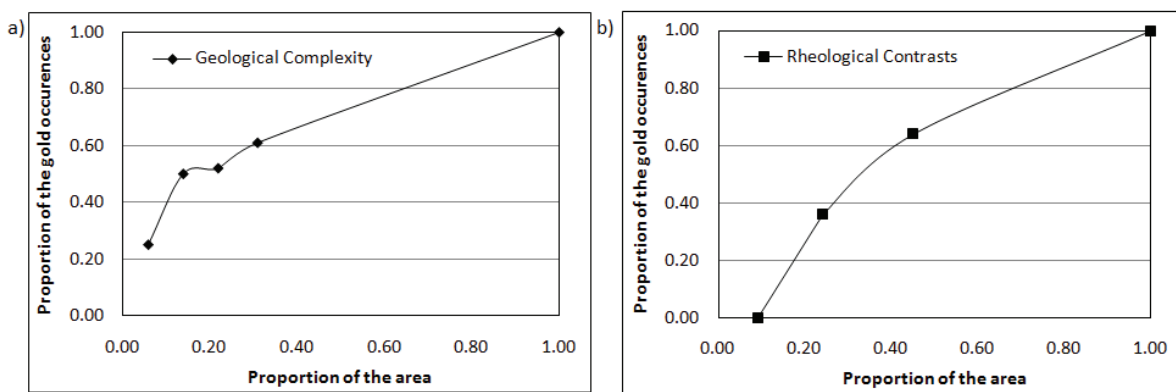 a)
Proportion of the gold occurences
1.00
0.80
0.60
0.40
0.20
0.00
Geological Complexity
0.00 0.20 0.40 0.60 0.80 1.00
Proportion of the area
b)
Proportion of the gold occurences
1.00
0.80
0.60
0.40
0.20
0.00
Rheological Contrasts
0.00 0.20 0.40 0.60 0.80 1.00
Proportion of the area